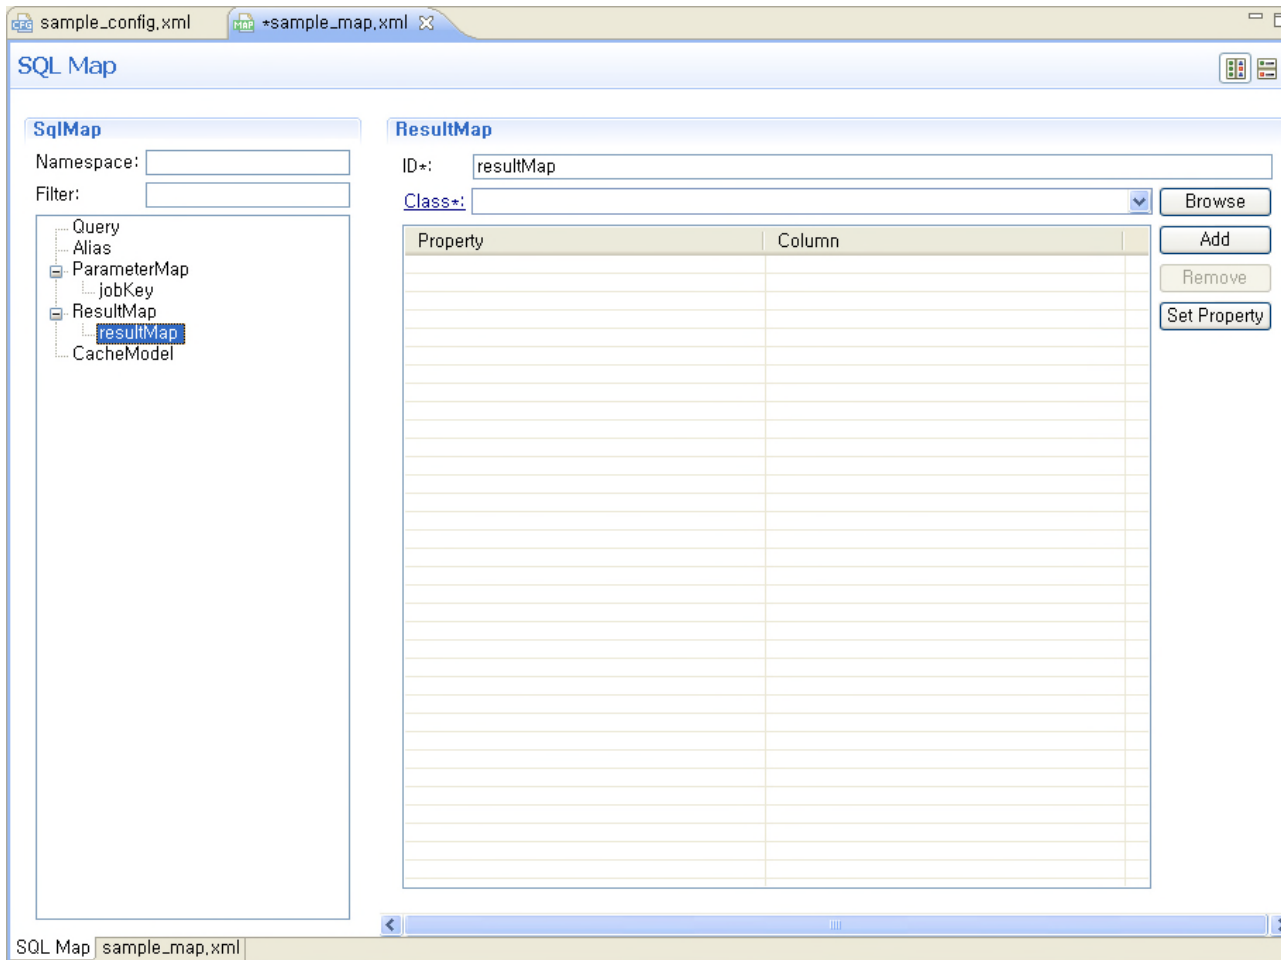 sample_config,xml
*sample_map,xml
SQL Map
SqlMap
Namespace:
Filter:
Query
Alias
ParameterMap
jobKey
ResultMap
resultMap
CacheModel
ResultMap
ID*: resultMap
Class*:
Browse
Property Column
Add
Remove
Set Property
SQL Map sample_map,xml